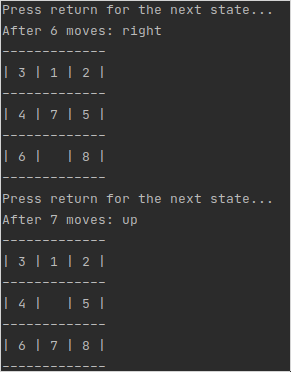 Press return for the next state...
After 6 moves: right
-------------
| 3 | 1 | 2 |
-------------
| 4 | 7 | 5 |
-------------
| 6 |   | 8 |
-------------
Press return for the next state...
After 7 moves: up
-------------
| 3 | 1 | 2 |
-------------
| 4 |   | 5 |
-------------
| 6 | 7 | 8 |
-------------